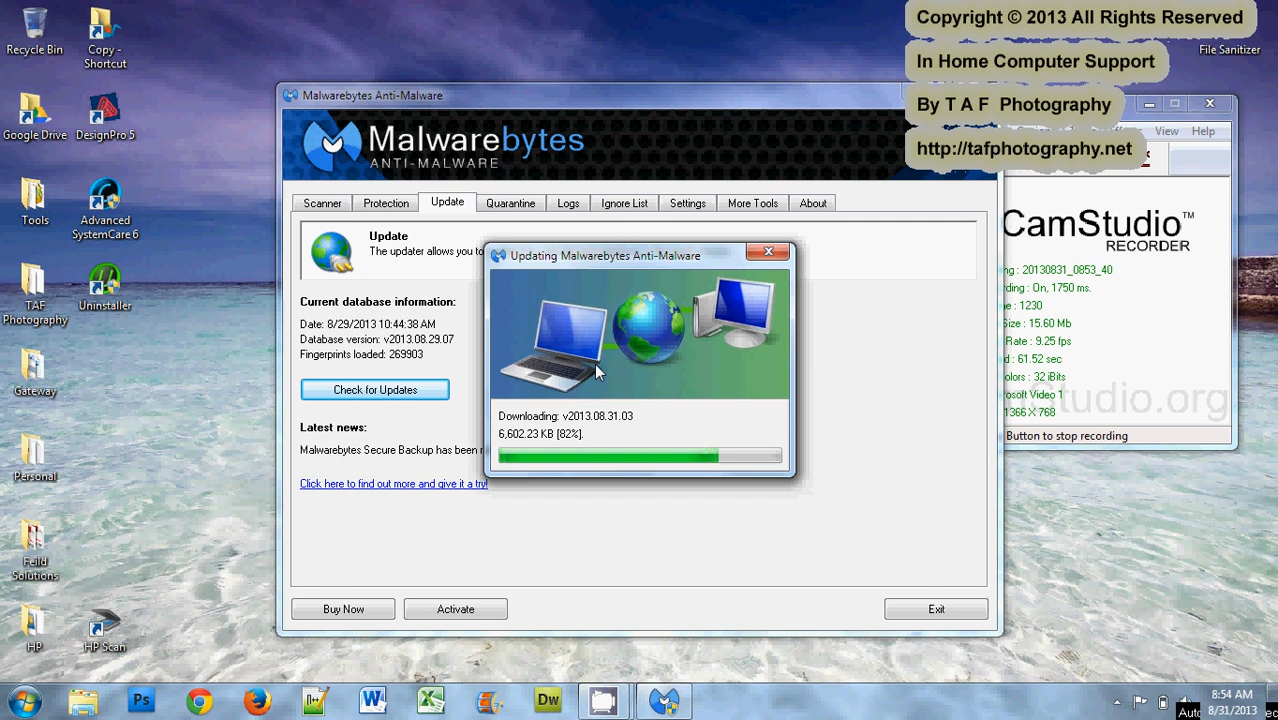 Copyright © 2013 All Rights Reserved
In Home Computer Support
By T A F Photography
http://tafphotography.net
Recycle Bin
Copy -
Shortcut
File Sanitizer
Google Drive
DesignPro 5
Tools
Advanced
SystemCare 6
TAF
Photography
Uninstaller
Gateway
Personal
Feild
Solutions
HP
HP Scan
Malwarebytes Anti-Malware
Malwarebytes
ANTI-MALWARE
Scanner
Protection
Update
Quarantine
Logs
Ignore List
Settings
More Tools
About
Update
The updater allows you to
Current database information:
Date: 8/29/2013 10:44:38 AM
Database version: v2013.08.29.07
Fingerprints loaded: 269903
Check for Updates
Latest news:
Malwarebytes Secure Backup has been
Click here to find out more and give it a try!
Buy Now
Activate
Exit
Updating Malwarebytes Anti-Malware
Downloading: v2013.08.31.03
6,602.23 KB [82%].
View
Help
CamStudio™
RECORDER
ng : 20130831_0853_40
rding : On, 1750 ms.
e : 1230
Size : 15.60 Mb
Rate : 9.25 fps
d : 61.52 sec
olors : 32 iBits
rosoft Video 1
1366 X 768
mStudio.org
Button to stop recording
Ps
W
X
Dw
8:54 AM
8/31/2013